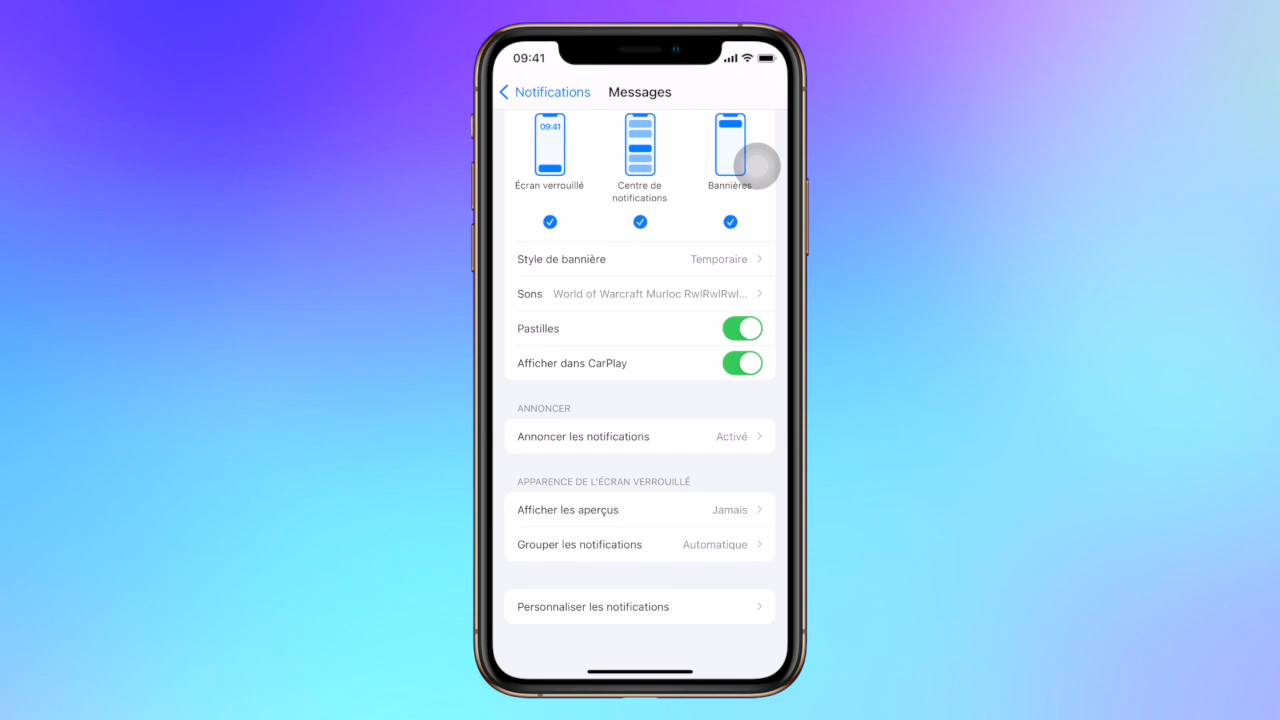 09:41
Notifications Messages
09:41
Écran verrouillé Centre de notifications Bannières
Style de bannière Temporaire
Sons World of Warcraft Murloc RwlRwlRwl...
Pastilles
Afficher dans CarPlay
ANNONCER
Annoncer les notifications Activé
APPARENCE DE L'ÉCRAN VERROUILLÉ
Afficher les aperçus Jamais
Grouper les notifications Automatique
Personnaliser les notifications